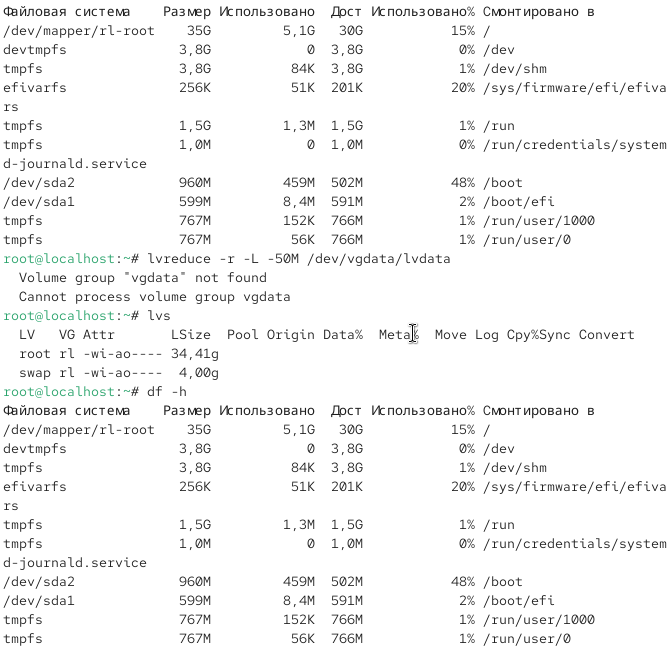 Файловая система     Размер Использовано  Дост Использовано% Смонтировано в
/dev/mapper/rl-root    35G         5,1G   30G           15% /
devtmpfs              3,8G            0  3,8G            0% /dev
tmpfs                 3,8G          84K  3,8G            1% /dev/shm
efivarfs              256K          51K  201K           20% /sys/firmware/efi/efiva
rs
tmpfs                 1,5G         1,3M  1,5G            1% /run
tmpfs                 1,0M            0  1,0M            0% /run/credentials/system
d-journald.service
/dev/sda2             960M         459M  502M           48% /boot
/dev/sda1             599M         8,4M  591M            2% /boot/efi
tmpfs                 767M         152K  766M            1% /run/user/1000
tmpfs                 767M          56K  766M            1% /run/user/0
root@localhost:~# lvreduce -r -L -50M /dev/vgdata/lvdata
  Volume group "vgdata" not found
  Cannot process volume group vgdata
root@localhost:~# lvs
  LV   VG Attr       LSize  Pool Origin Data%  Meta%  Move Log Cpy%Sync Convert
  root rl -wi-ao---- 34,41g
  swap rl -wi-ao----  4,00g
root@localhost:~# df -h
Файловая система     Размер Использовано  Дост Использовано% Смонтировано в
/dev/mapper/rl-root    35G         5,1G   30G           15% /
devtmpfs              3,8G            0  3,8G            0% /dev
tmpfs                 3,8G          84K  3,8G            1% /dev/shm
efivarfs              256K          51K  201K           20% /sys/firmware/efi/efiva
rs
tmpfs                 1,5G         1,3M  1,5G            1% /run
tmpfs                 1,0M            0  1,0M            0% /run/credentials/system
d-journald.service
/dev/sda2             960M         459M  502M           48% /boot
/dev/sda1             599M         8,4M  591M            2% /boot/efi
tmpfs                 767M         152K  766M            1% /run/user/1000
tmpfs                 767M          56K  766M            1% /run/user/0